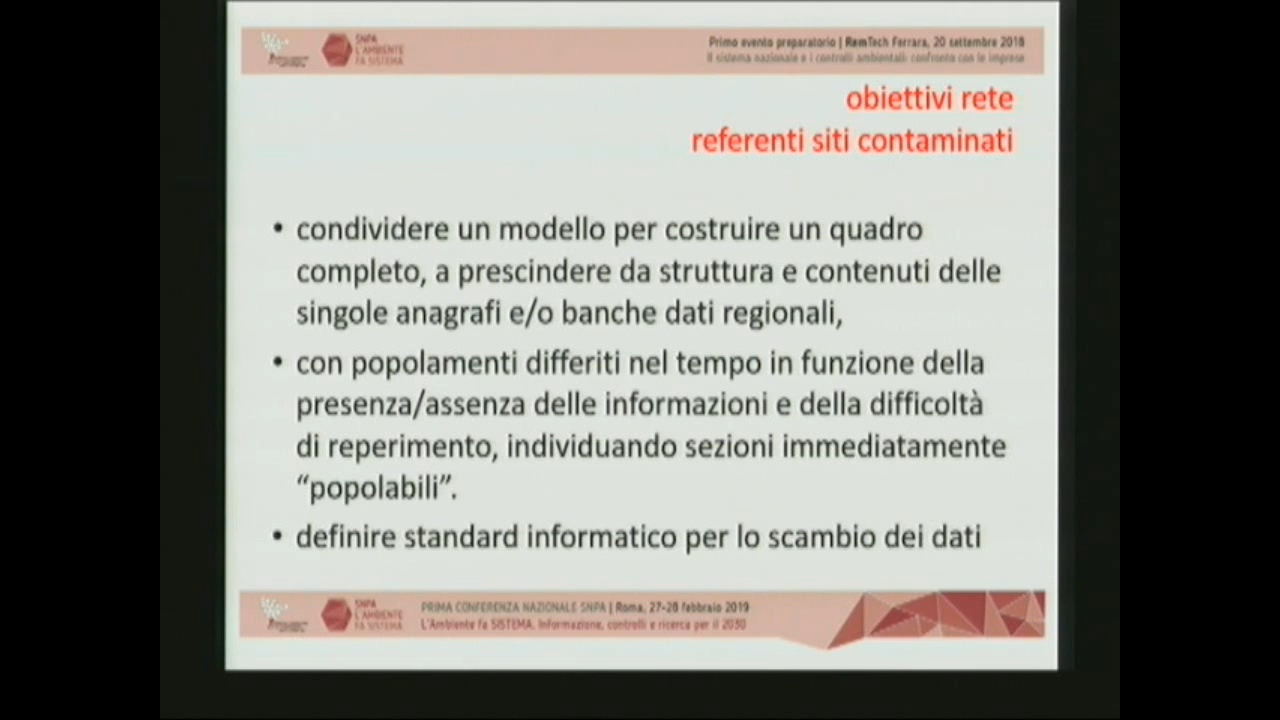 SNPA
L'AMBIENTE
FA SISTEMA
Primo evento preparatorio | RemTech Ferrara, 20 settembre 2018
Il sistema nazionale e i controlli ambientali: confronto con le imprese
obiettivi rete
referenti siti contaminati
• condividere un modello per costruire un quadro
completo, a prescindere da struttura e contenuti delle
singole anagrafi e/o banche dati regionali,
• con popolamenti differiti nel tempo in funzione della
presenza/assenza delle informazioni e della difficoltà
di reperimento, individuando sezioni immediatamente
“popolabili”.
• definire standard informatico per lo scambio dei dati
SNPA
L'AMBIENTE
FA SISTEMA
PRIMA CONFERENZA NAZIONALE SNPA | Roma, 27-28 febbraio 2019
L'Ambiente fa SISTEMA. Informazione, controlli e ricerca per il 2030